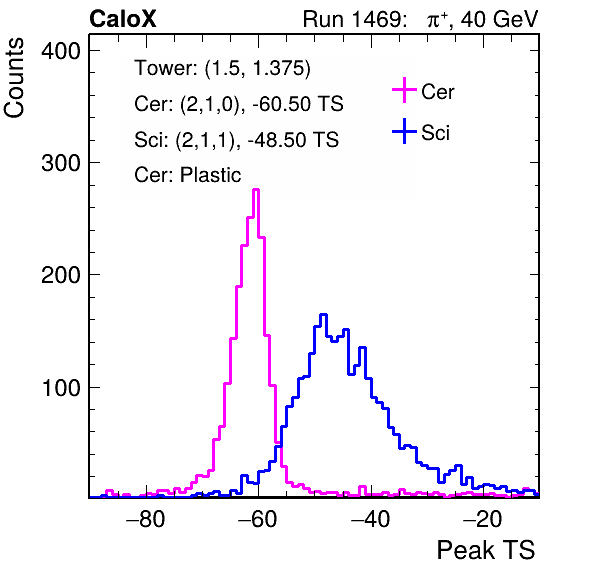 CaloX Run 1469: π⁺, 40 GeV
Counts
400
300
200
100
Tower: (1.5, 1.375)
Cer: (2,1,0), -60.50 TS
Sci: (2,1,1), -48.50 TS
Cer: Plastic
Cer
Sci
−80 −60 −40 −20
Peak TS